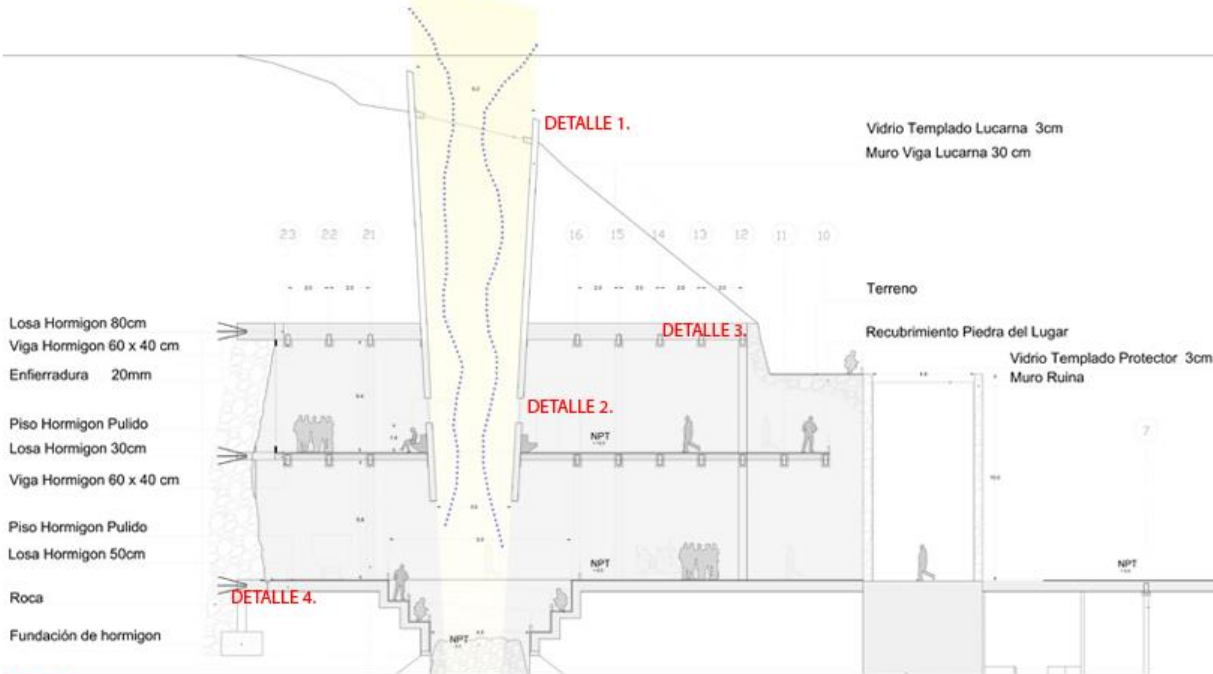 DETALLE 1.
Vidrio Templado Lucarna 3cm
Muro Viga Lucarna 30 cm
23 22 21 16 15 14 13 12 11 10
Terreno
Losa Hormigon 80cm
DETALLE 3.
Recubrimiento Piedra del Lugar
Viga Hormigon 60 x 40 cm
Vidrio Templado Protector 3cm
Enfierradura 20mm
Muro Ruina
DETALLE 2.
Piso Hormigon Pulido
NPT
7
Losa Hormigon 30cm
Viga Hormigon 60 x 40 cm
Piso Hormigon Pulido
Losa Hormigon 50cm
NPT
NPT
Roca
DETALLE 4.
Fundación de hormigon
NPT